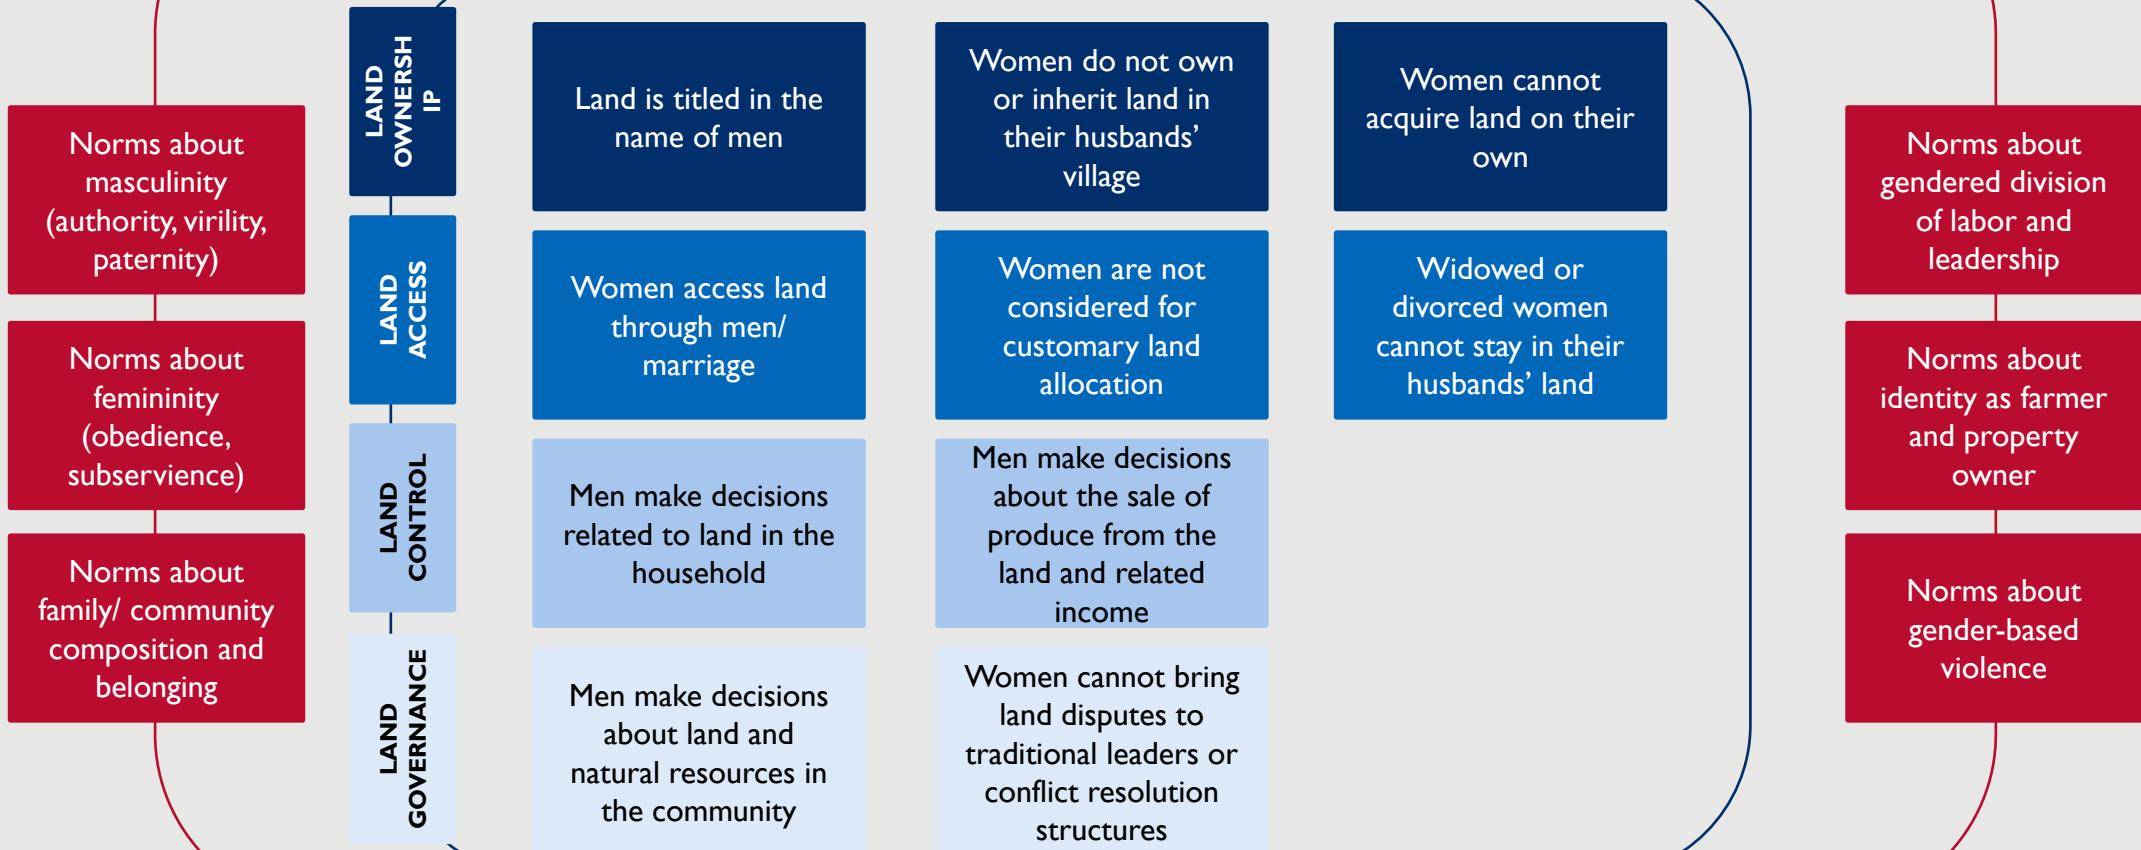 Norms about
masculinity
(authority, virility,
paternity)
Norms about
femininity
(obedience,
subservience)
Norms about
family/ community
composition and
belonging
LAND
OWNERSH
IP
Land is titled in the
name of men
Women do not own
or inherit land in
their husbands’
village
Women cannot
acquire land on their
own
LAND
ACCESS
Women access land
through men/
marriage
Women are not
considered for
customary land
allocation
Widowed or
divorced women
cannot stay in their
husbands’ land
LAND
CONTROL
Men make decisions
related to land in the
household
Men make decisions
about the sale of
produce from the
land and related
income
LAND
GOVERNANCE
Men make decisions
about land and
natural resources in
the community
Women cannot bring
land disputes to
traditional leaders or
conflict resolution
structures
Norms about
gendered division
of labor and
leadership
Norms about
identity as farmer
and property
owner
Norms about
gender-based
violence